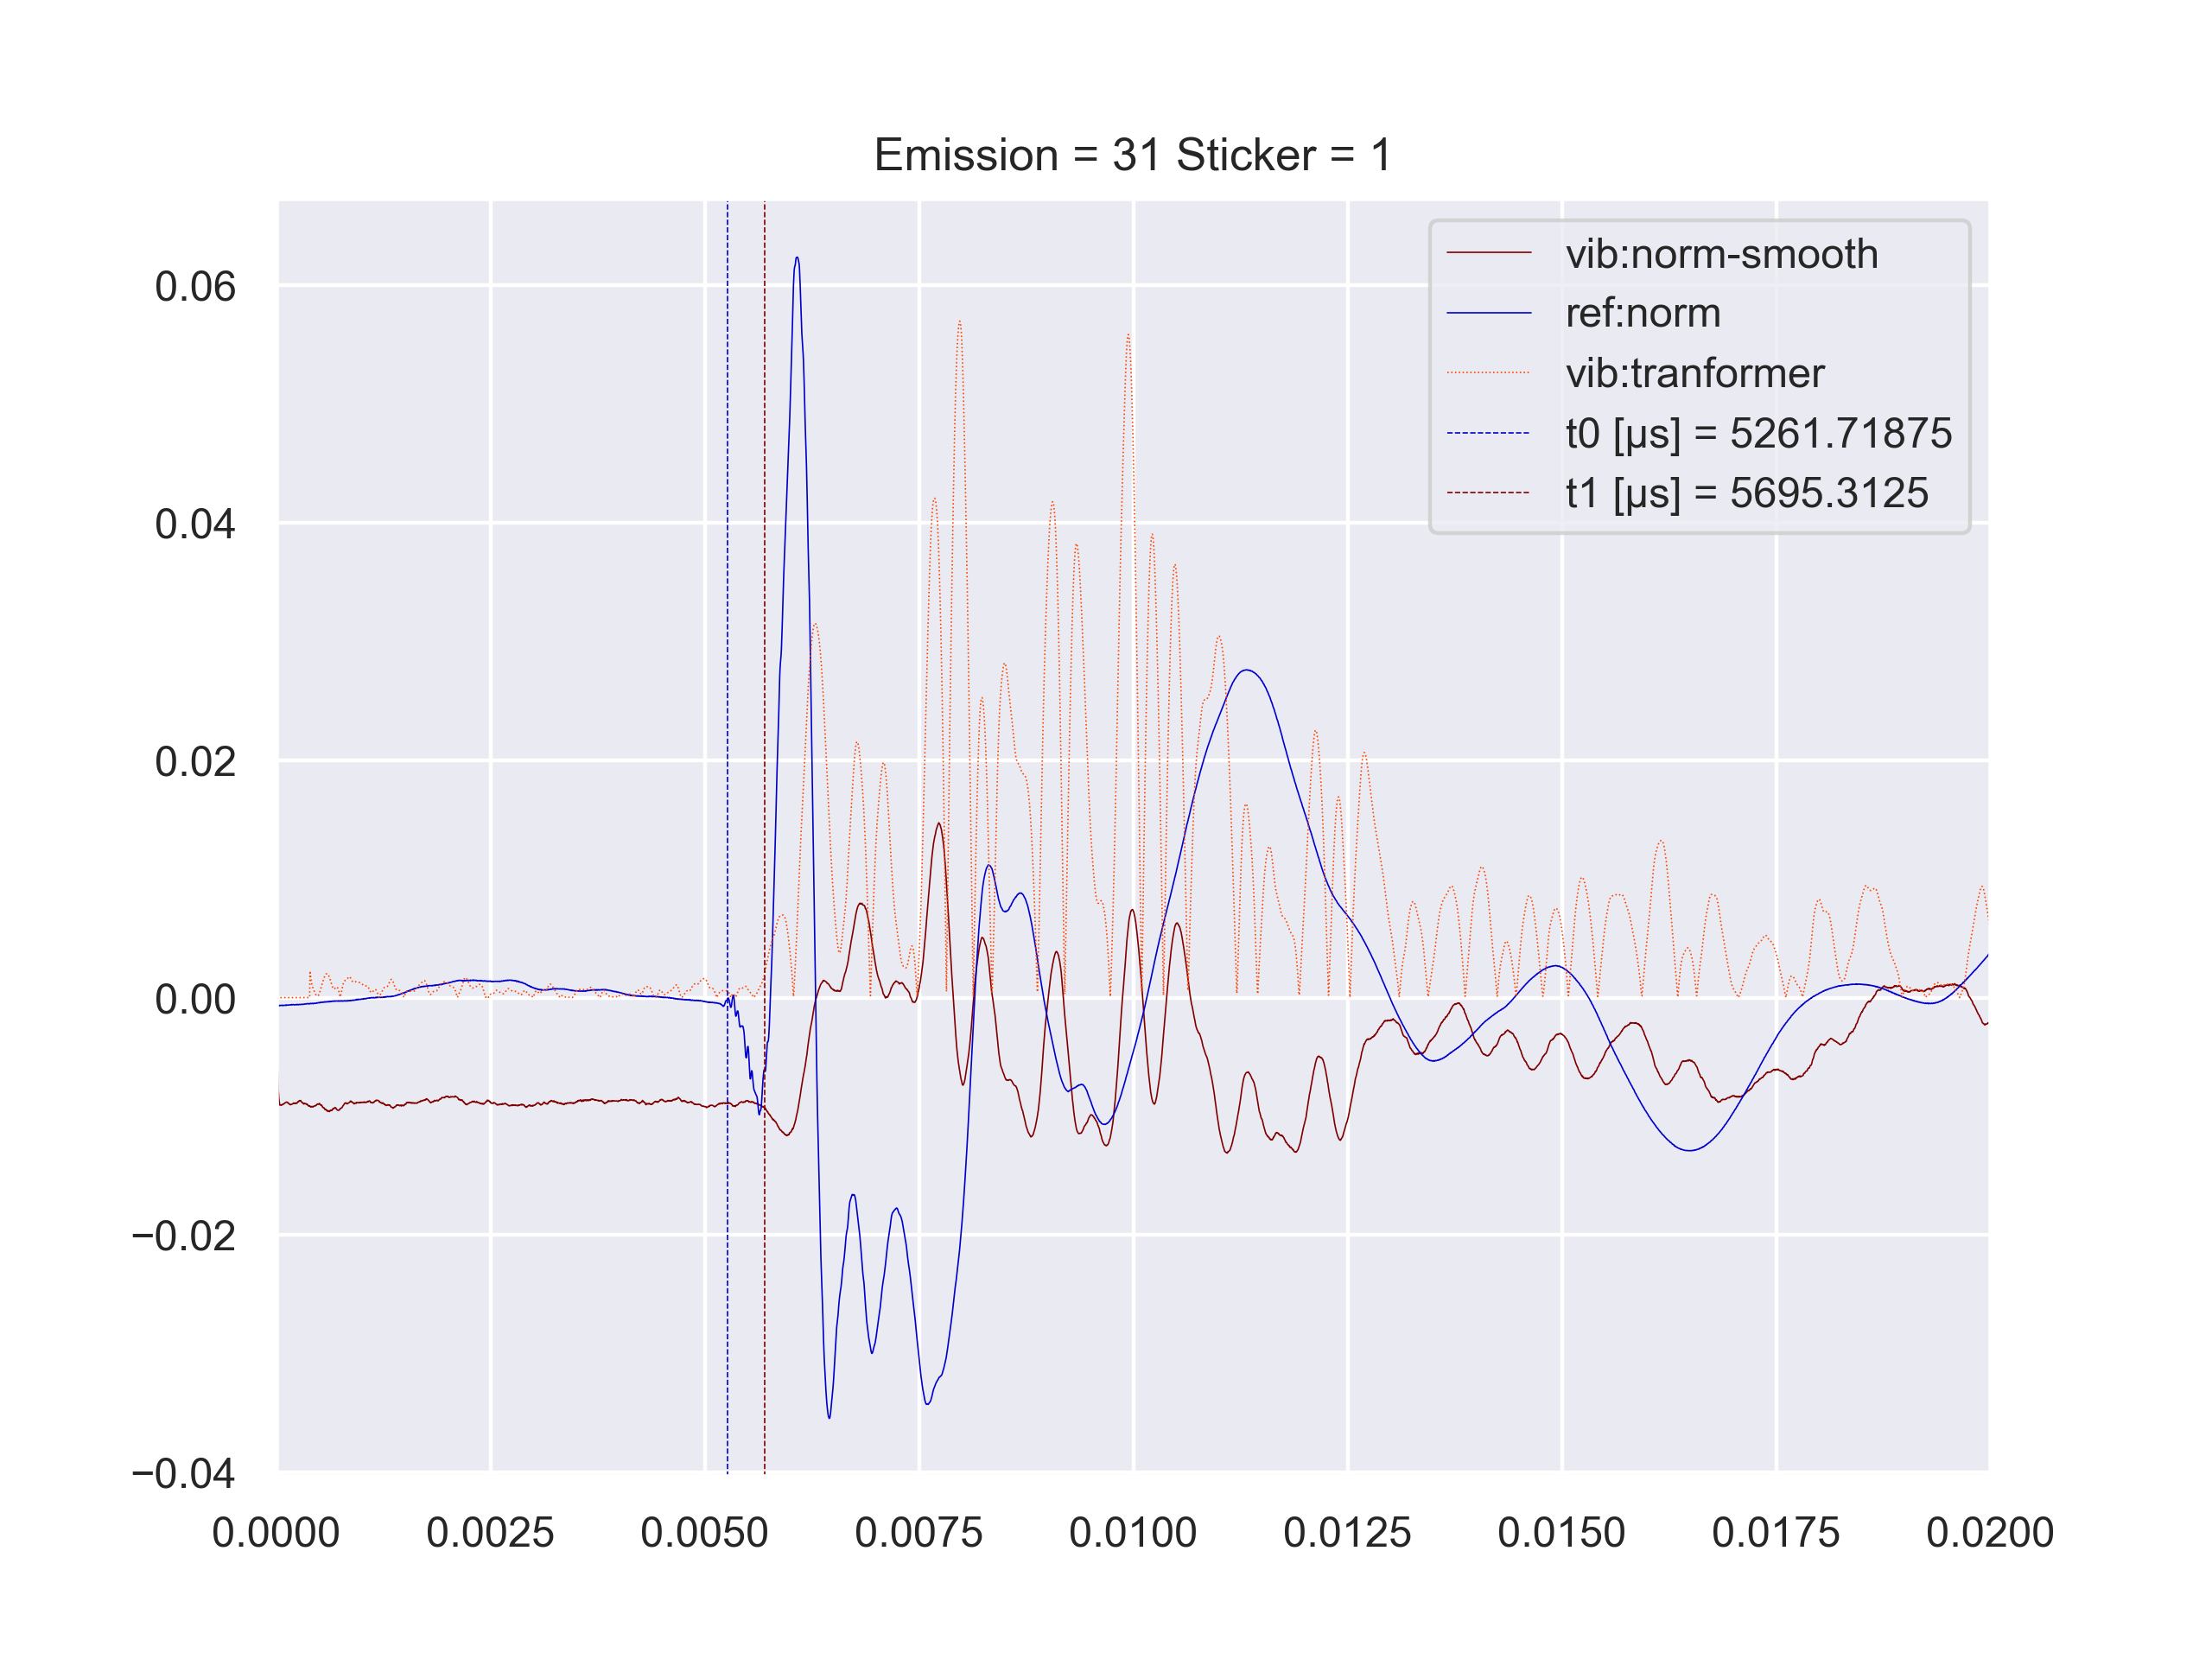 Emission = 31 Sticker = 1
vib:norm-smooth
ref:norm
vib:tranformer
t0 [µs] = 5261.71875
t1 [µs] = 5695.3125
0.06
0.04
0.02
0.00
−0.02
−0.04
0.0000 0.0025 0.0050 0.0075 0.0100 0.0125 0.0150 0.0175 0.0200